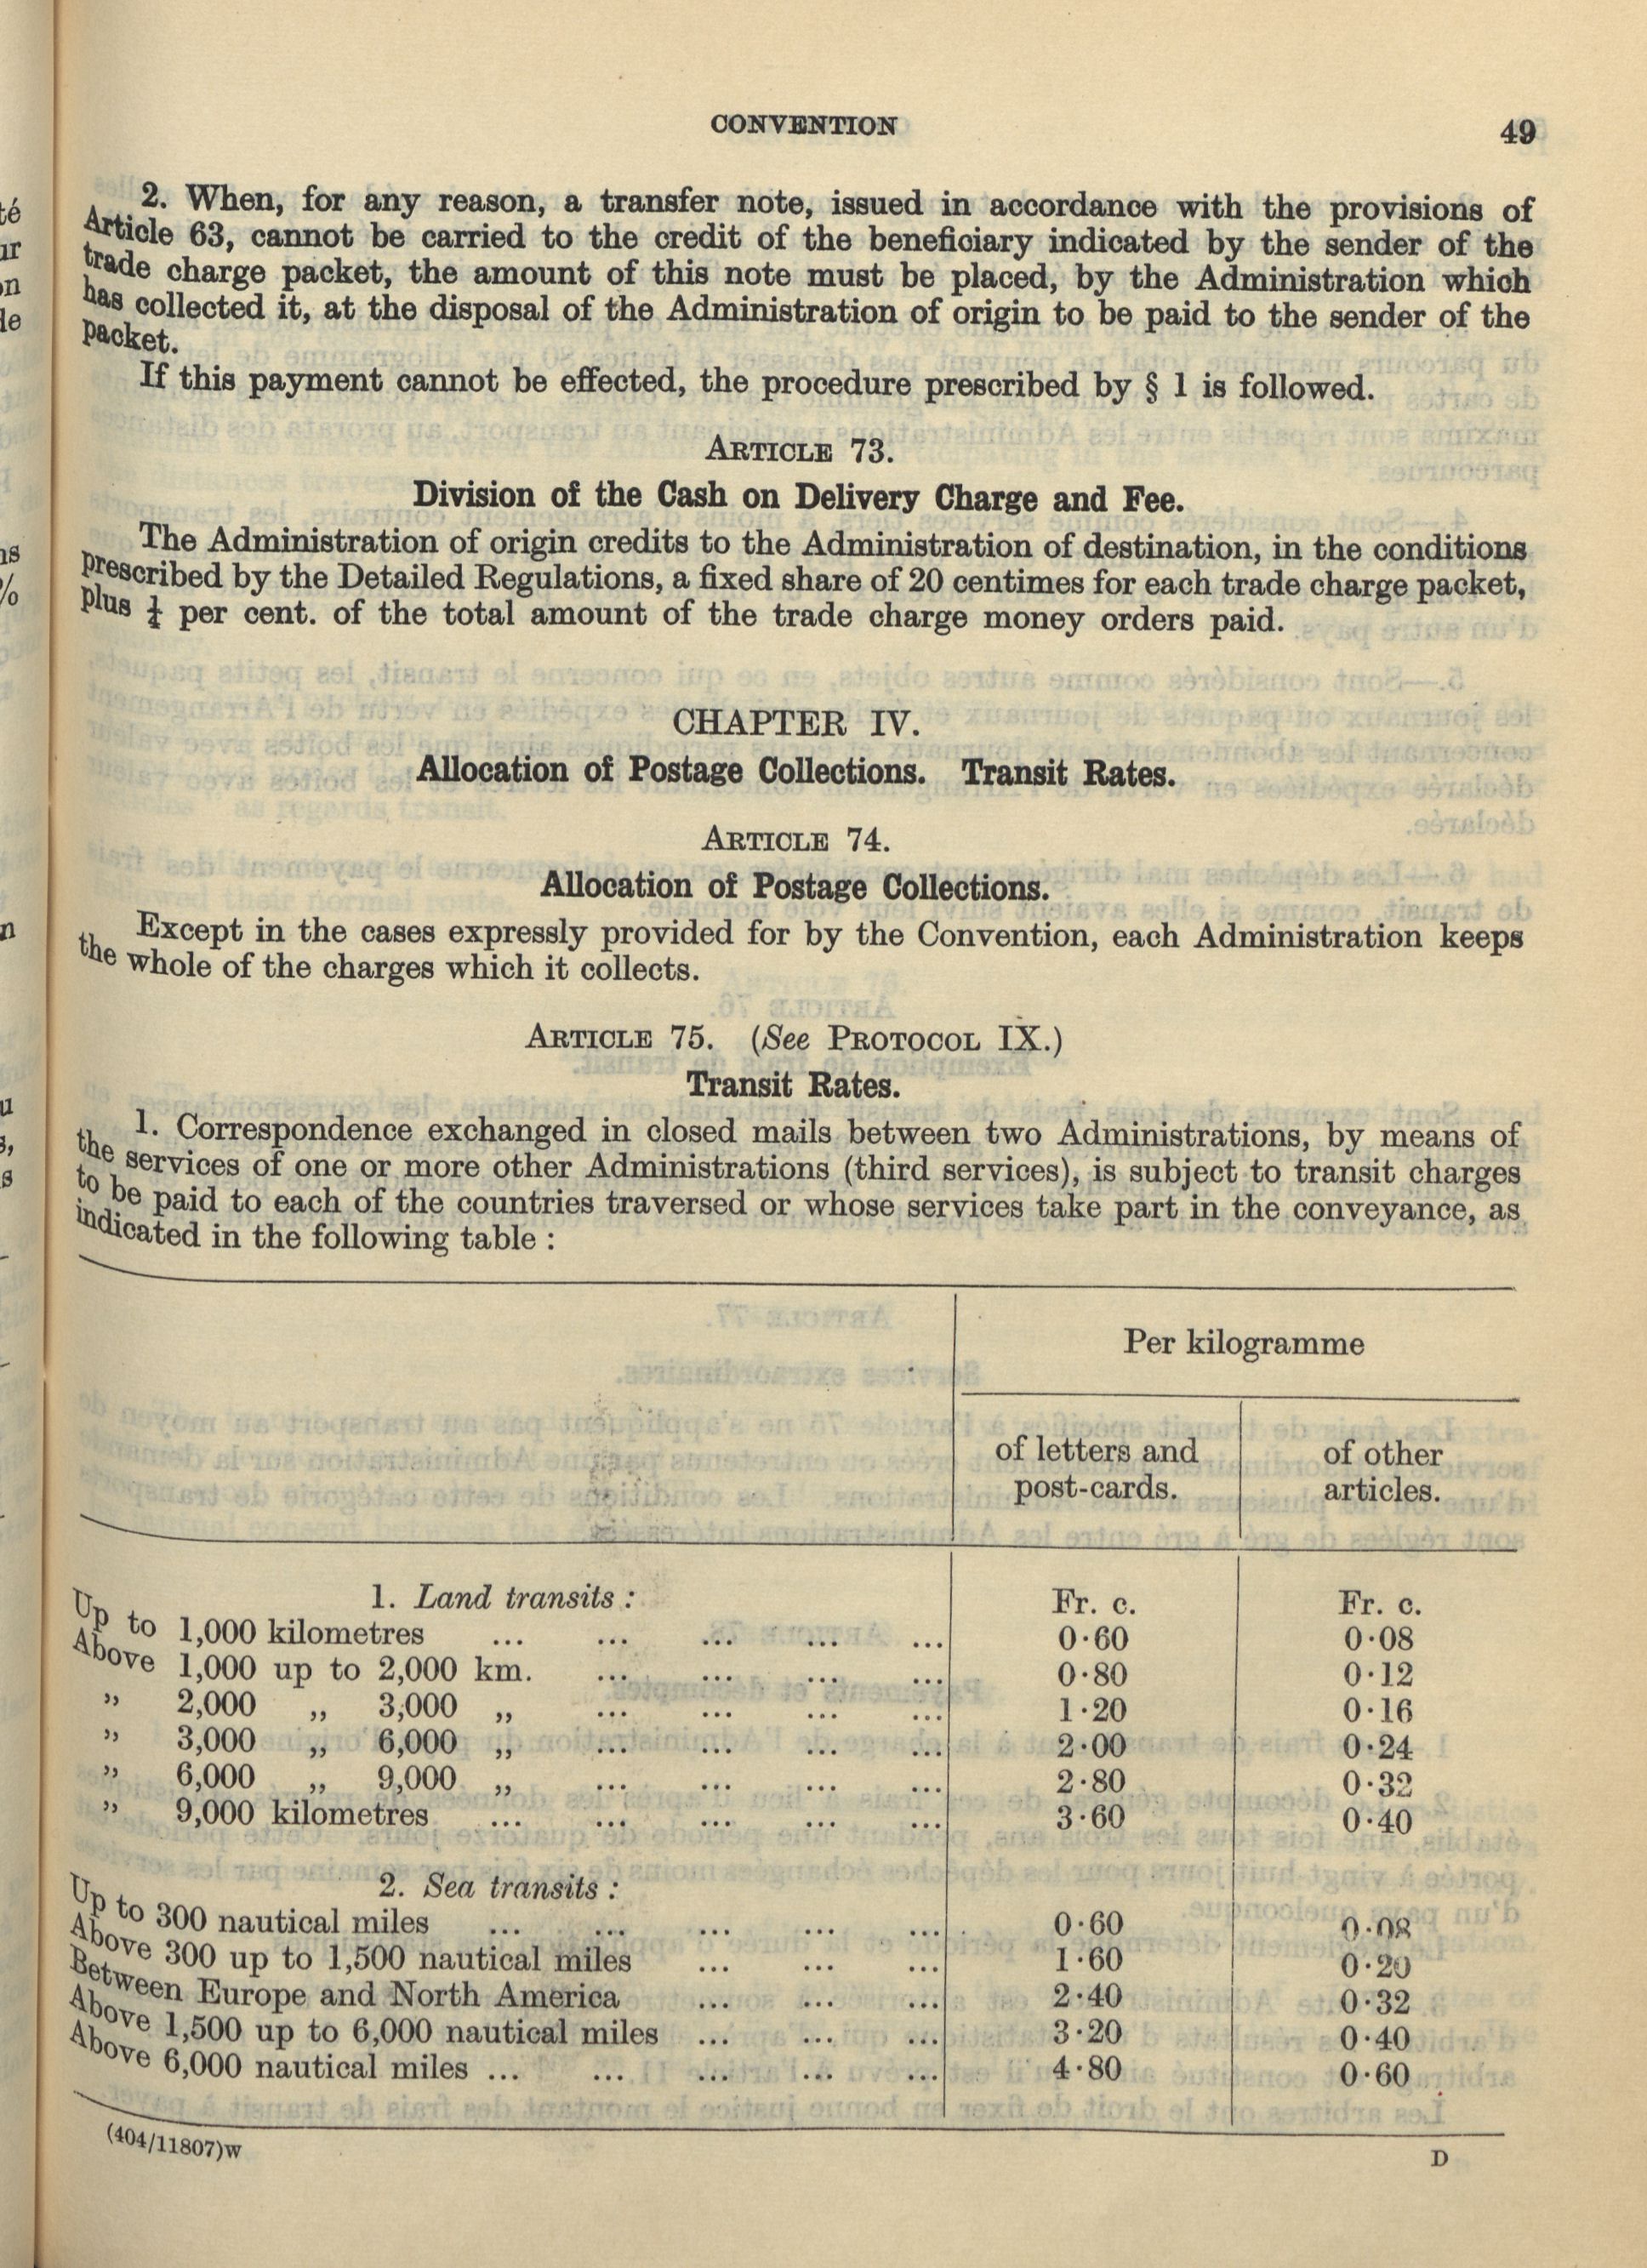 CONVENTION 49
2. When, for any reason, a transfer note, issued in accordance with the provisions of
Article 63, cannot be carried to the credit of the beneficiary indicated by the sender of the
trade charge packet, the amount of this note must be placed, by the Administration which
has collected it, at the disposal of the Administration of origin to be paid to the sender of the
packet.
If this payment cannot be effected, the procedure prescribed by § 1 is followed.
ARTICLE 73.
Division of the Cash on Delivery Charge and Fee.
The Administration of origin credits to the Administration of destination, in the conditions
prescribed by the Detailed Regulations, a fixed share of 20 centimes for each trade charge packet,
plus ¼ per cent. of the total amount of the trade charge money orders paid.
CHAPTER IV.
Allocation of Postage Collections. Transit Rates.
ARTICLE 74.
Allocation of Postage Collections.
Except in the cases expressly provided for by the Convention, each Administration keeps
the whole of the charges which it collects.
ARTICLE 75. (See PROTOCOL IX.)
Transit Rates.
1. Correspondence exchanged in closed mails between two Administrations, by means of
the services of one or more other Administrations (third services), is subject to transit charges
to be paid to each of the countries traversed or whose services take part in the conveyance, as
indicated in the following table :
Per kilogramme
of letters and post-cards. of other articles.
1. Land transits : Fr. c. Fr. c.
Up to 1,000 kilometres ... ... ... ... ... 0·60 0·08
Above 1,000 up to 2,000 km. ... ... ... ... 0·80 0·12
„ 2,000 „ 3,000 „ ... ... ... ... 1·20 0·16
„ 3,000 „ 6,000 „ ... ... ... ... 2·00 0·24
„ 6,000 „ 9,000 „ ... ... ... ... 2·80 0·32
„ 9,000 kilometres ... ... ... ... ... 3·60 0·40
2. Sea transits :
Up to 300 nautical miles ... ... ... ... ... 0·60 0·08
Above 300 up to 1,500 nautical miles ... ... ... 1·60 0·20
Between Europe and North America ... ... ... 2·40 0·32
Above 1,500 up to 6,000 nautical miles ... ... ... 3·20 0·40
Above 6,000 nautical miles ... ... ... ... ... 4·80 0·60
(404/11807)W D